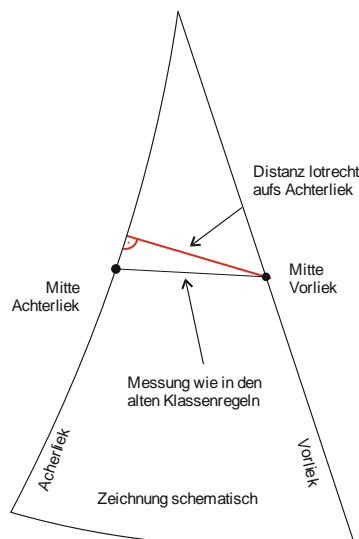 Distanz lotrecht
aufs Achterliek
Mitte
Achterliek
Mitte
Vorliek
Messung wie in den
alten Klassenregeln
Acherliek
Vorliek
Zeichnung schematisch